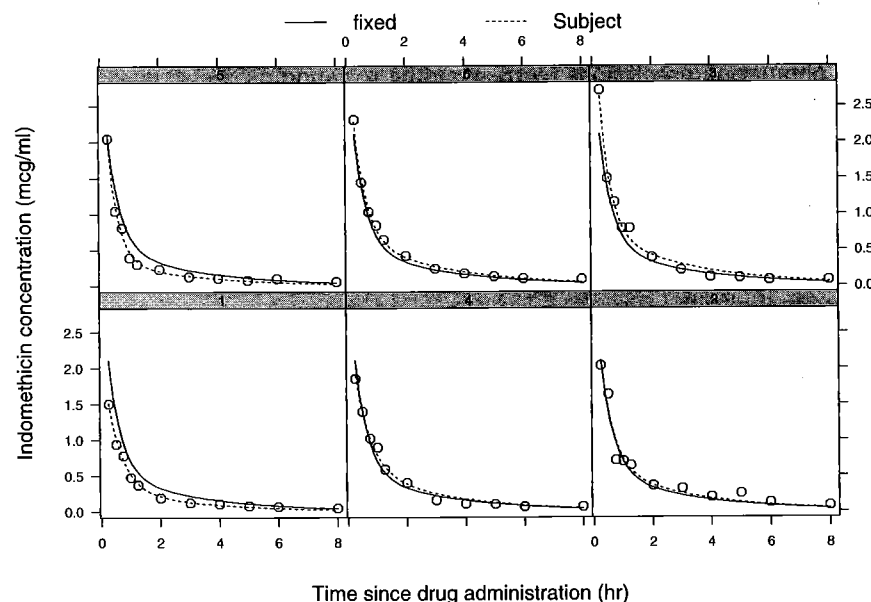 fixed Subject
0 2 4 6 8
5 6 3
2.5
2.0
1.5
1.0
0.5
0.0
Indomethicin concentration (mcg/ml)
1 4 2
2.5
2.0
1.5
1.0
0.5
0.0
0 2 4 6 8 0 2 4 6 8
Time since drug administration (hr)